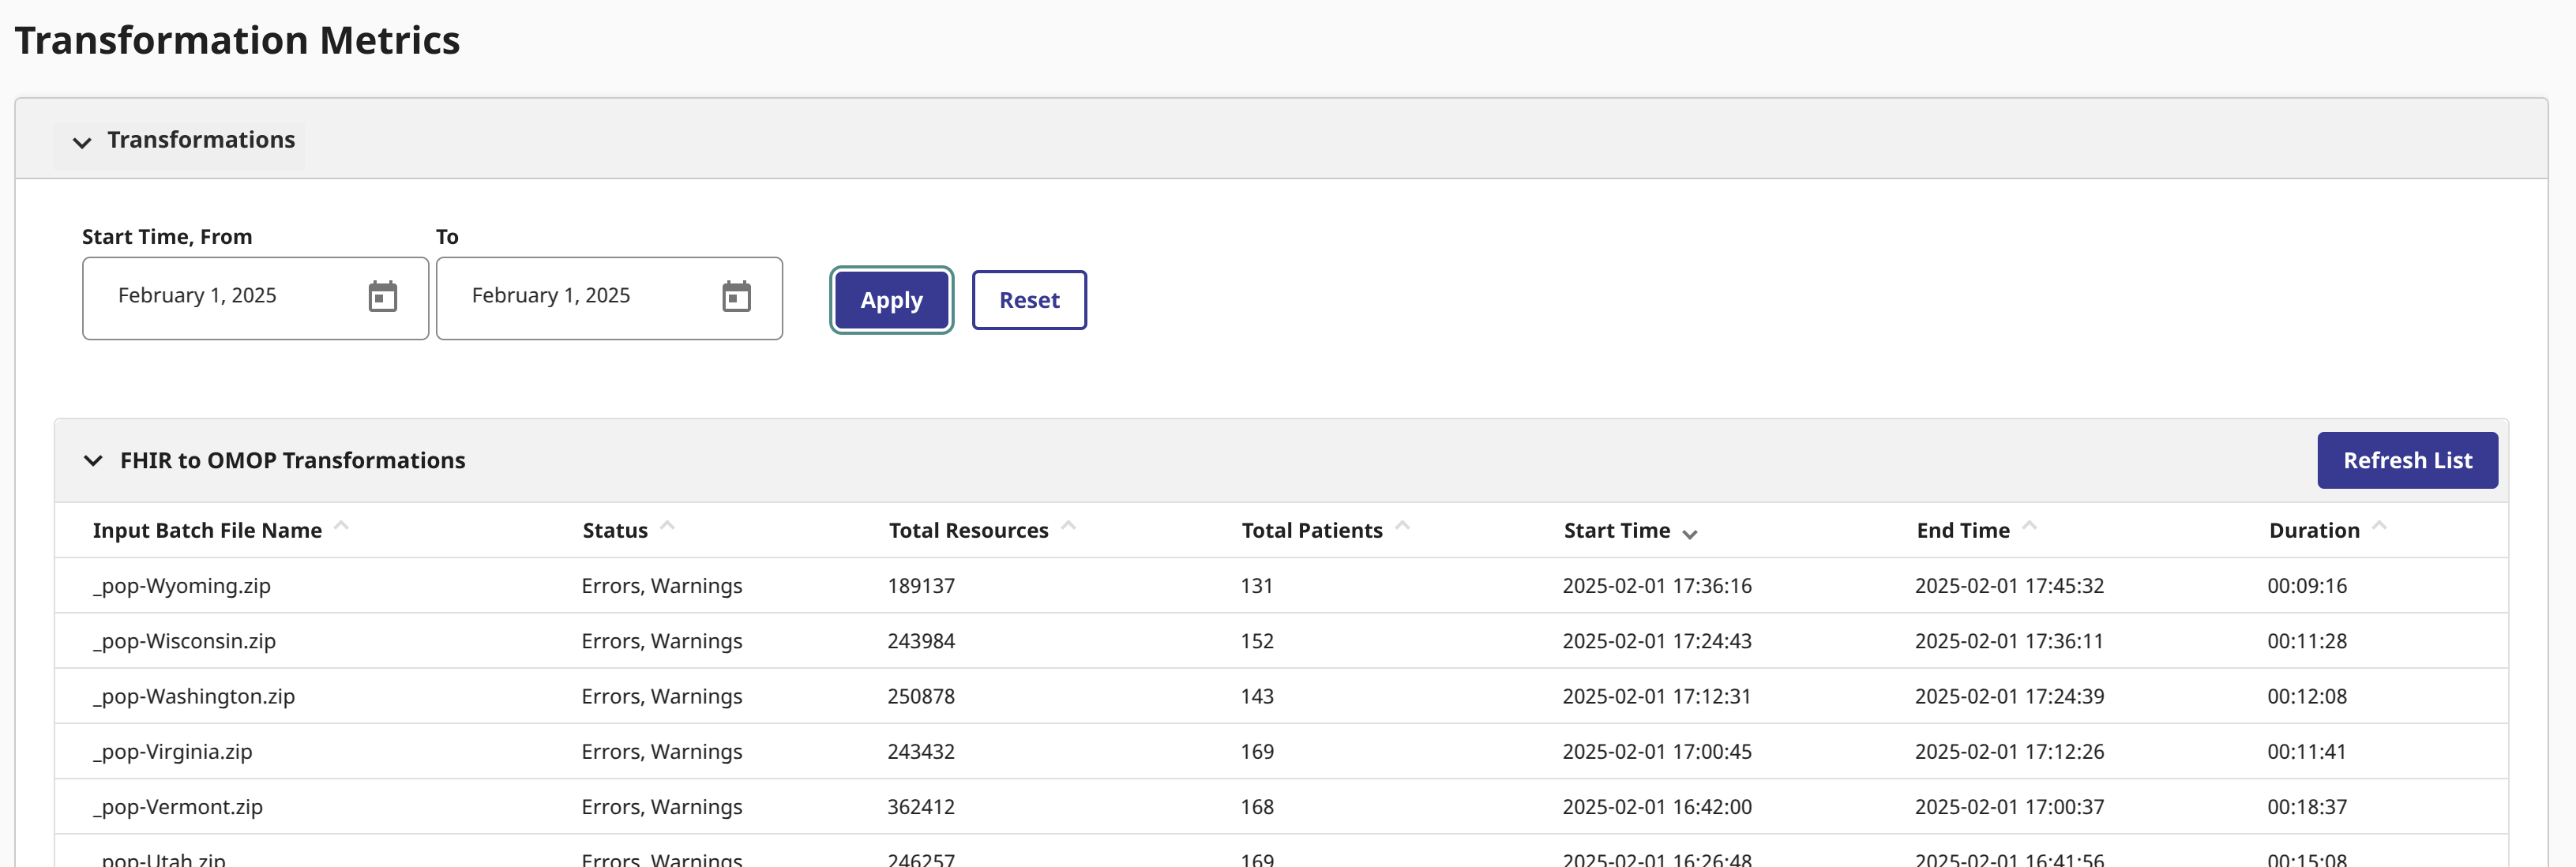 Transformation Metrics
Transformations
Start Time, From To
February 1, 2025 February 1, 2025 Apply Reset
FHIR to OMOP Transformations Refresh List
Input Batch File Name Status Total Resources Total Patients Start Time End Time Duration
_pop-Wyoming.zip Errors, Warnings 189137 131 2025-02-01 17:36:16 2025-02-01 17:45:32 00:09:16
_pop-Wisconsin.zip Errors, Warnings 243984 152 2025-02-01 17:24:43 2025-02-01 17:36:11 00:11:28
_pop-Washington.zip Errors, Warnings 250878 143 2025-02-01 17:12:31 2025-02-01 17:24:39 00:12:08
_pop-Virginia.zip Errors, Warnings 243432 169 2025-02-01 17:00:45 2025-02-01 17:12:26 00:11:41
_pop-Vermont.zip Errors, Warnings 362412 168 2025-02-01 16:42:00 2025-02-01 17:00:37 00:18:37
_pop-Utah.zip Errors, Warnings 246257 169 2025-02-01 16:26:48 2025-02-01 16:41:56 00:15:08